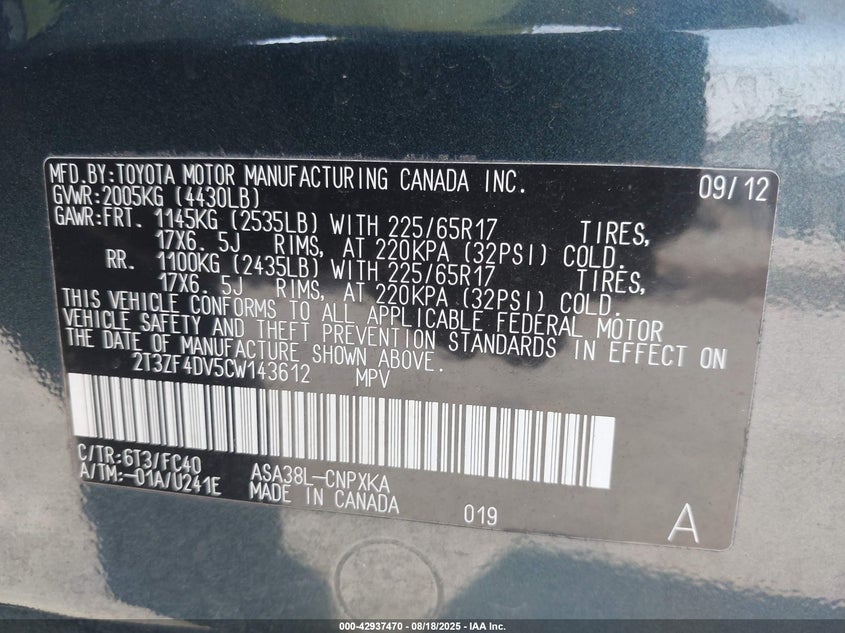 MFD.BY:TOYOTA MOTOR MANUFACTURING CANADA INC. 09/12
GVWR:2005KG (4430LB)
GAWR:FRT. 1145KG (2535LB) WITH 225/65R17 TIRES,
17X6. 5J RIMS, AT 220KPA (32PSI) COLD.
RR. 1100KG (2435LB) WITH 225/65R17 TIRES,
17X6. 5J RIMS, AT 220KPA (32PSI) COLD.
THIS VEHICLE CONFORMS TO ALL APPLICABLE FEDERAL MOTOR
VEHICLE SAFETY AND THEFT PREVENTION STANDARDS IN EFFECT ON
THE DATE OF MANUFACTURE SHOWN ABOVE.
2T3ZF4DV5CW143612 MPV
C/TR:6T3/FC40
A/TM:-01A/U241E
ASA38L-CNPXKA
MADE IN CANADA
019
A
000-42937470 - 08/18/2025 - IAA Inc.